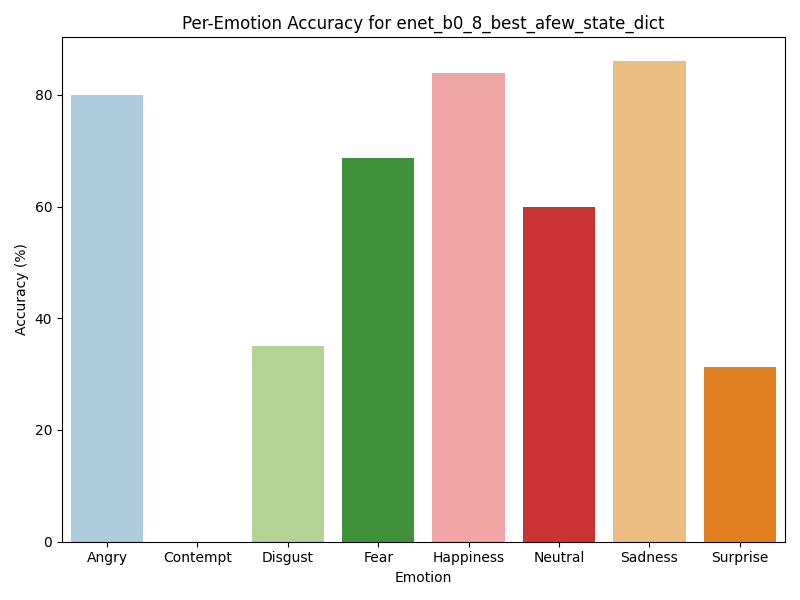 Per-Emotion Accuracy for enet_b0_8_best_afew_state_dict
Accuracy (%)
80
60
40
20
0
Angry Contempt Disgust Fear Happiness Neutral Sadness Surprise
Emotion